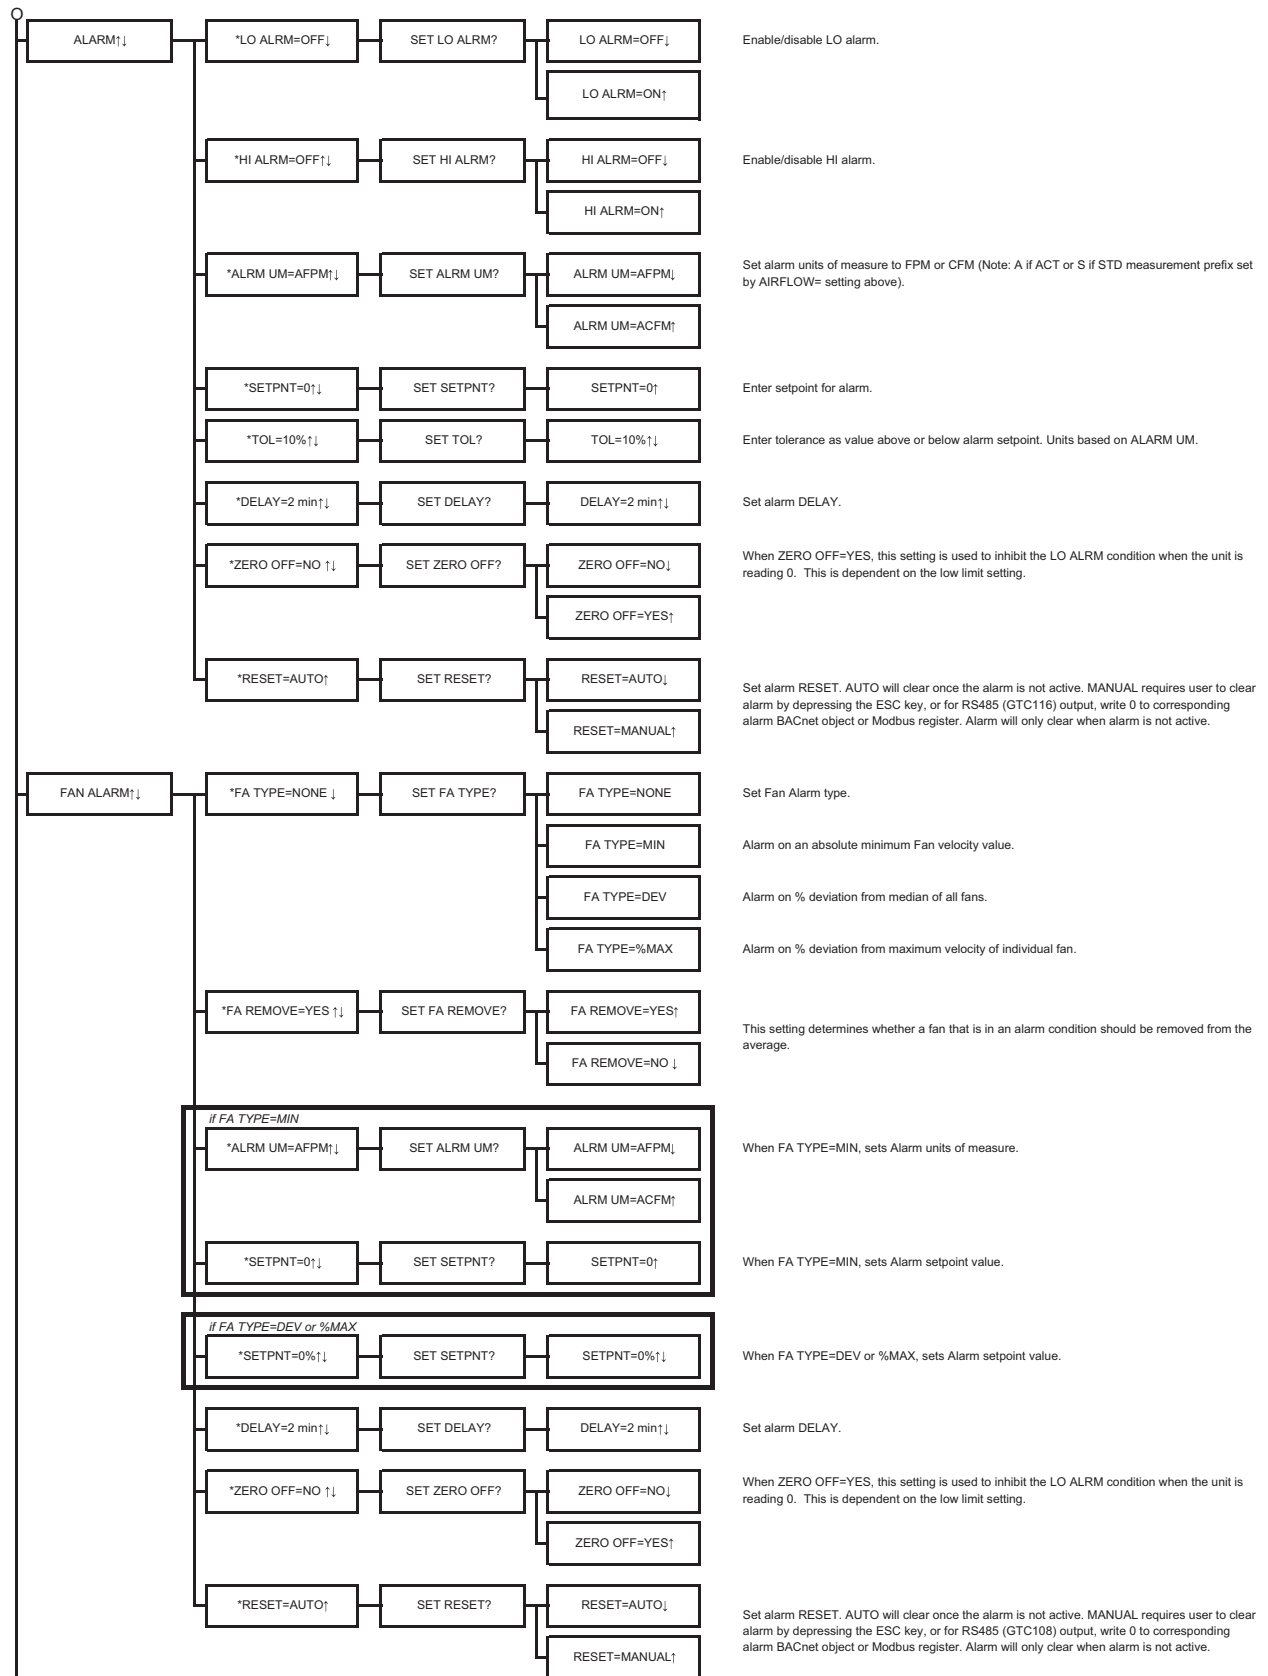 ALARM↑↓
*LO ALRM=OFF↓
SET LO ALRM?
LO ALRM=OFF↓
Enable/disable LO alarm.
LO ALRM=ON↑
*HI ALRM=OFF↑↓
SET HI ALRM?
HI ALRM=OFF↓
Enable/disable HI alarm.
HI ALRM=ON↑
*ALRM UM=AFPM↑↓
SET ALRM UM?
ALRM UM=AFPM↓
Set alarm units of measure to FPM or CFM (Note: A if ACT or S if STD measurement prefix set
by AIRFLOW= setting above).
ALRM UM=ACFM↑
*SETPNT=0↑↓
SET SETPNT?
SETPNT=0↑
Enter setpoint for alarm.
*TOL=10%↑↓
SET TOL?
TOL=10%↑↓
Enter tolerance as value above or below alarm setpoint. Units based on ALARM UM.
*DELAY=2 min↑↓
SET DELAY?
DELAY=2 min↑↓
Set alarm DELAY.
*ZERO OFF=NO ↑↓
SET ZERO OFF?
ZERO OFF=NO↓
When ZERO OFF=YES, this setting is used to inhibit the LO ALRM condition when the unit is
reading 0. This is dependent on the low limit setting.
ZERO OFF=YES↑
*RESET=AUTO↑
SET RESET?
RESET=AUTO↓
Set alarm RESET. AUTO will clear once the alarm is not active. MANUAL requires user to clear
alarm by depressing the ESC key, or for RS485 (GTC116) output, write 0 to corresponding
alarm BACnet object or Modbus register. Alarm will only clear when alarm is not active.
RESET=MANUAL↑
FAN ALARM↑↓
*FA TYPE=NONE ↓
SET FA TYPE?
FA TYPE=NONE
Set Fan Alarm type.
FA TYPE=MIN
Alarm on an absolute minimum Fan velocity value.
FA TYPE=DEV
Alarm on % deviation from median of all fans.
FA TYPE=%MAX
Alarm on % deviation from maximum velocity of individual fan.
*FA REMOVE=YES ↑↓
SET FA REMOVE?
FA REMOVE=YES↑
This setting determines whether a fan that is in an alarm condition should be removed from the
average.
FA REMOVE=NO ↓
if FA TYPE=MIN
*ALRM UM=AFPM↑↓
SET ALRM UM?
ALRM UM=AFPM↓
When FA TYPE=MIN, sets Alarm units of measure.
ALRM UM=ACFM↑
*SETPNT=0↑↓
SET SETPNT?
SETPNT=0↑
When FA TYPE=MIN, sets Alarm setpoint value.
if FA TYPE=DEV or %MAX
*SETPNT=0%↑↓
SET SETPNT?
SETPNT=0%↑↓
When FA TYPE=DEV or %MAX, sets Alarm setpoint value.
*DELAY=2 min↑↓
SET DELAY?
DELAY=2 min↑↓
Set alarm DELAY.
*ZERO OFF=NO ↑↓
SET ZERO OFF?
ZERO OFF=NO↓
When ZERO OFF=YES, this setting is used to inhibit the LO ALRM condition when the unit is
reading 0. This is dependent on the low limit setting.
ZERO OFF=YES↑
*RESET=AUTO↑
SET RESET?
RESET=AUTO↓
Set alarm RESET. AUTO will clear once the alarm is not active. MANUAL requires user to clear
alarm by depressing the ESC key, or for RS485 (GTC108) output, write 0 to corresponding
alarm BACnet object or Modbus register. Alarm will only clear when alarm is not active.
RESET=MANUAL↑